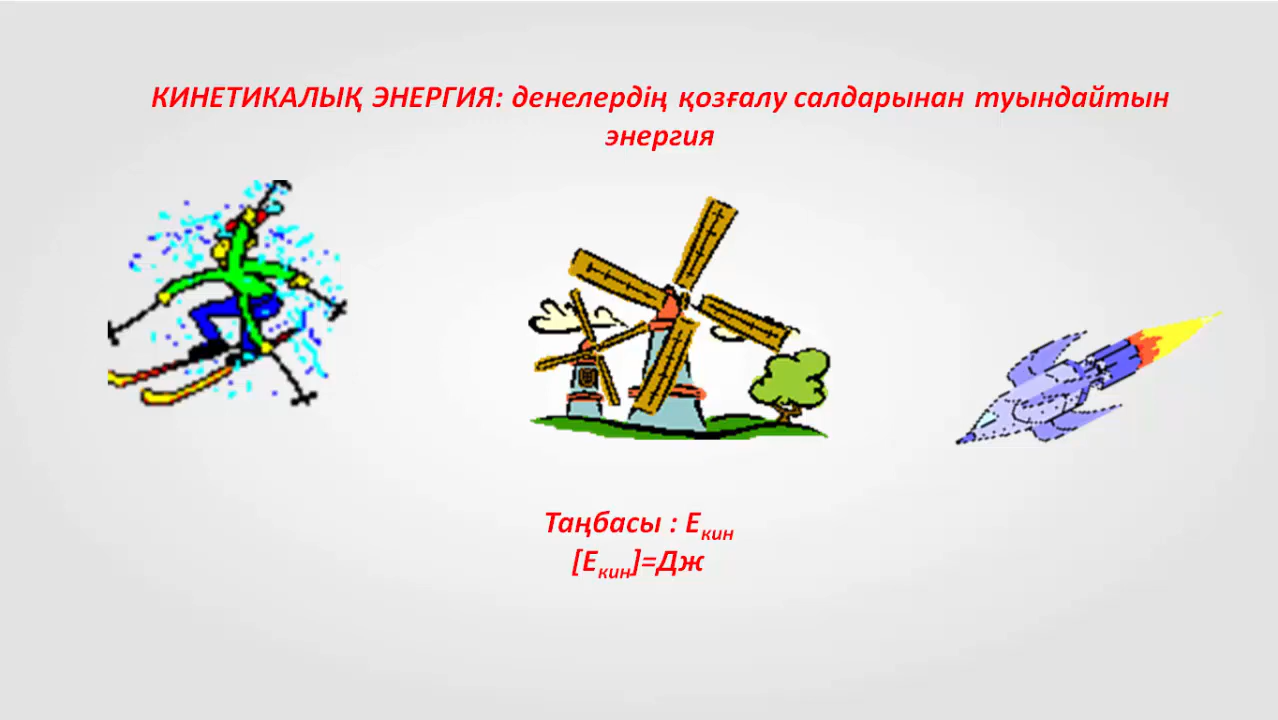 КИНЕТИКАЛЫҚ ЭНЕРГИЯ: денелердің қозғалу салдарынан туындайтын
энергия
Таңбасы : Екин
[Екин]=Дж